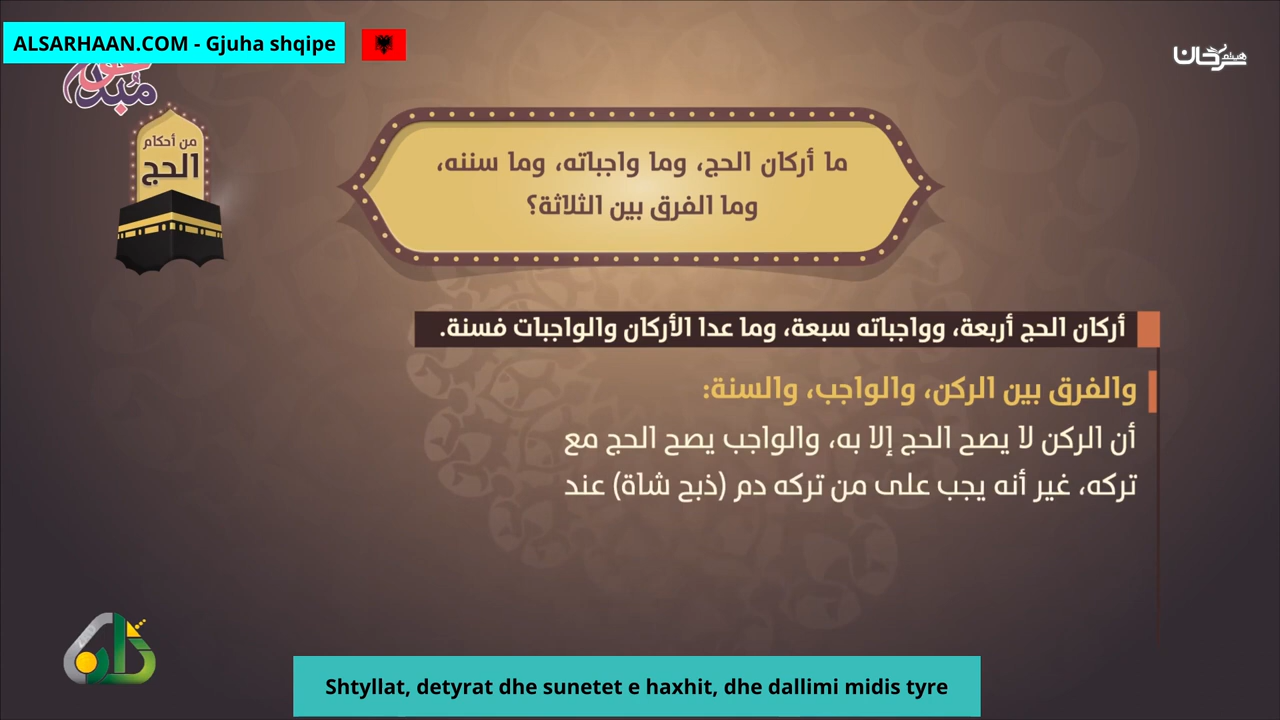 ALSARHAAN.COM - Gjuha shqipe
هيثم سرحان
من أحكام
الحج
ما أركان الحج، وما واجباته، وما سننه،
وما الفرق بين الثلاثة؟
أركان الحج أربعة، وواجباته سبعة، وما عدا الأركان والواجبات فسنة.
والفرق بين الركن، والواجب، والسنة:
أن الركن لا يصح الحج إلا به، والواجب يصح الحج مع
تركه، غير أنه يجب على من تركه دم (ذبح شاة) عند
Shtyllat, detyrat dhe sunetet e haxhit, dhe dallimi midis tyre